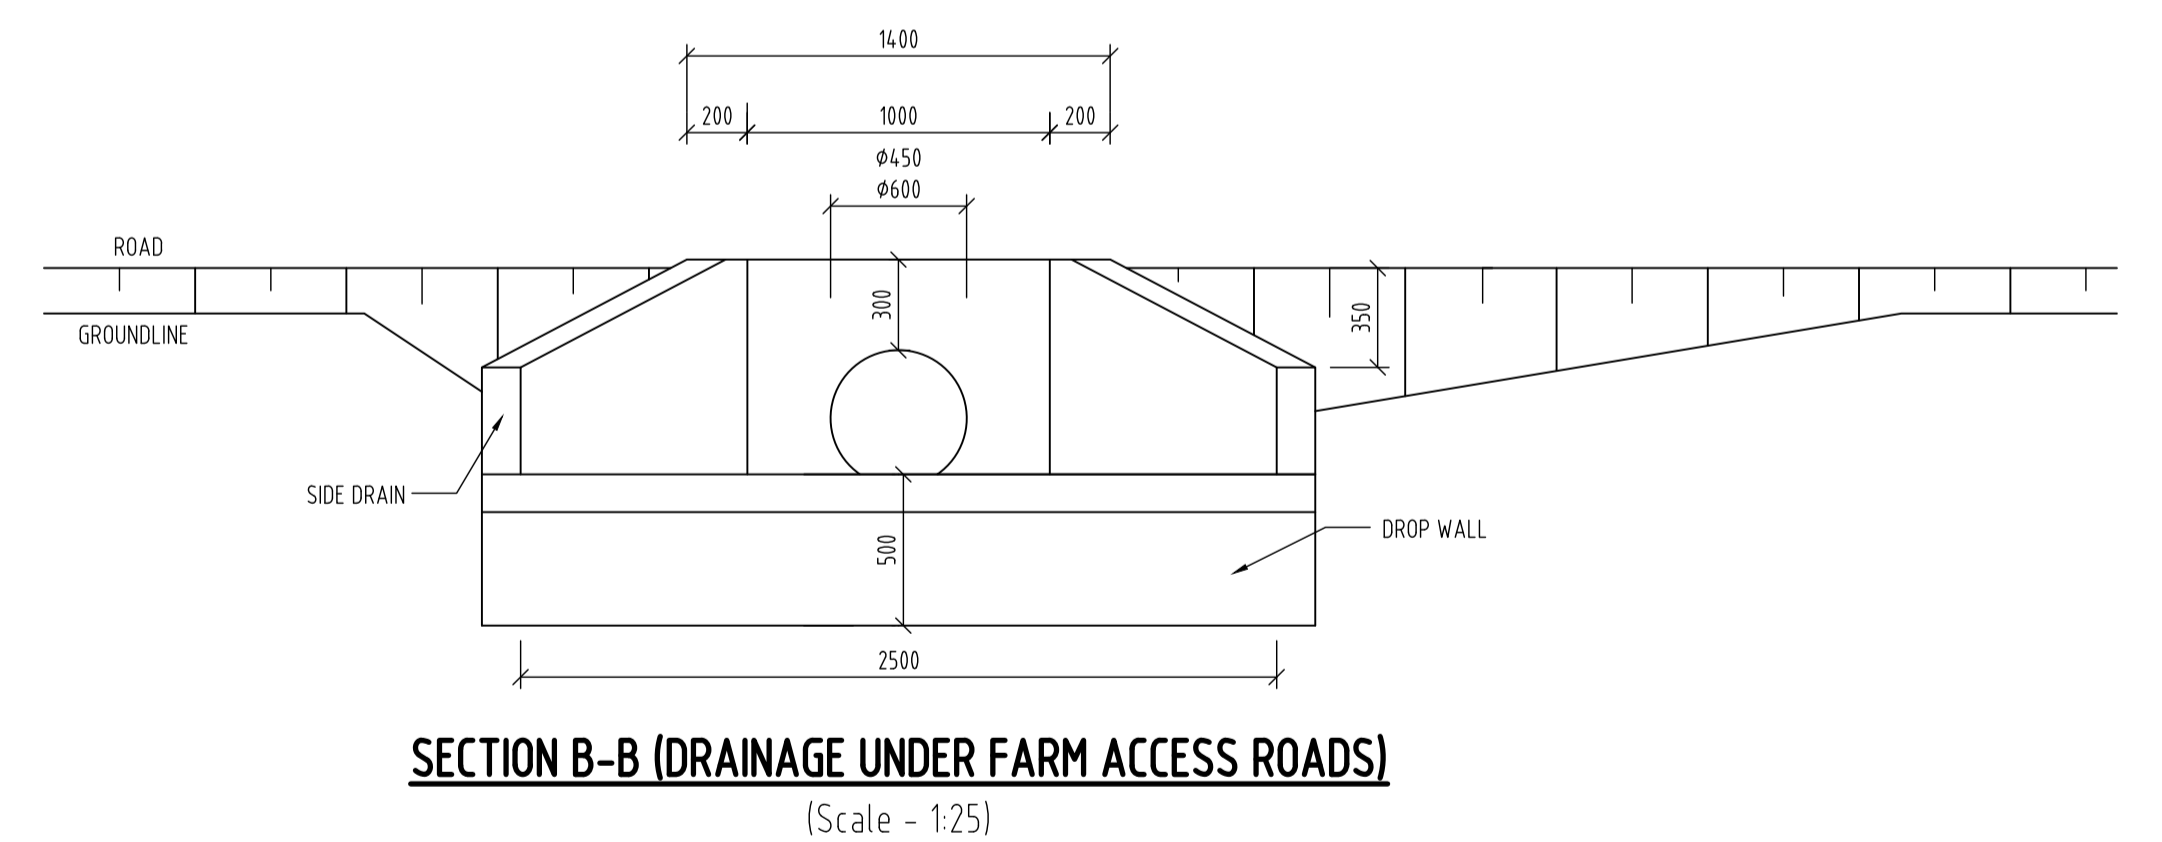 1400
200 1000 200
ø450
ø600
ROAD
GROUNDLINE
300
350
SIDE DRAIN
500
DROP WALL
2500
SECTION B-B (DRAINAGE UNDER FARM ACCESS ROADS)
(Scale - 1:25)